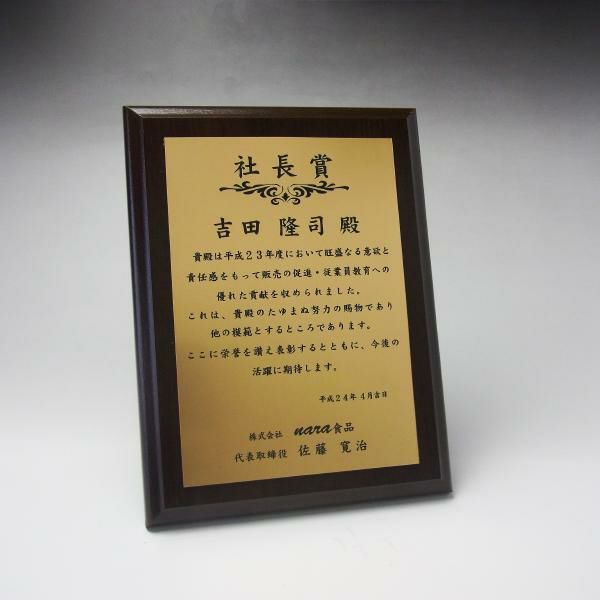 社長賞
吉田 隆司 殿
貴殿は平成23年度において旺盛なる意欲と
責任感をもって販売の促進・従業員教育への
優れた貢献を収められました。
これは、貴殿のたゆまぬ努力の賜物であり
他の模範とするところであります。
ここに栄誉を讃え表彰するとともに、今後の
活躍に期待します。
平成24年 4月吉日
株式会社 nara食品
代表取締役 佐藤 寛治